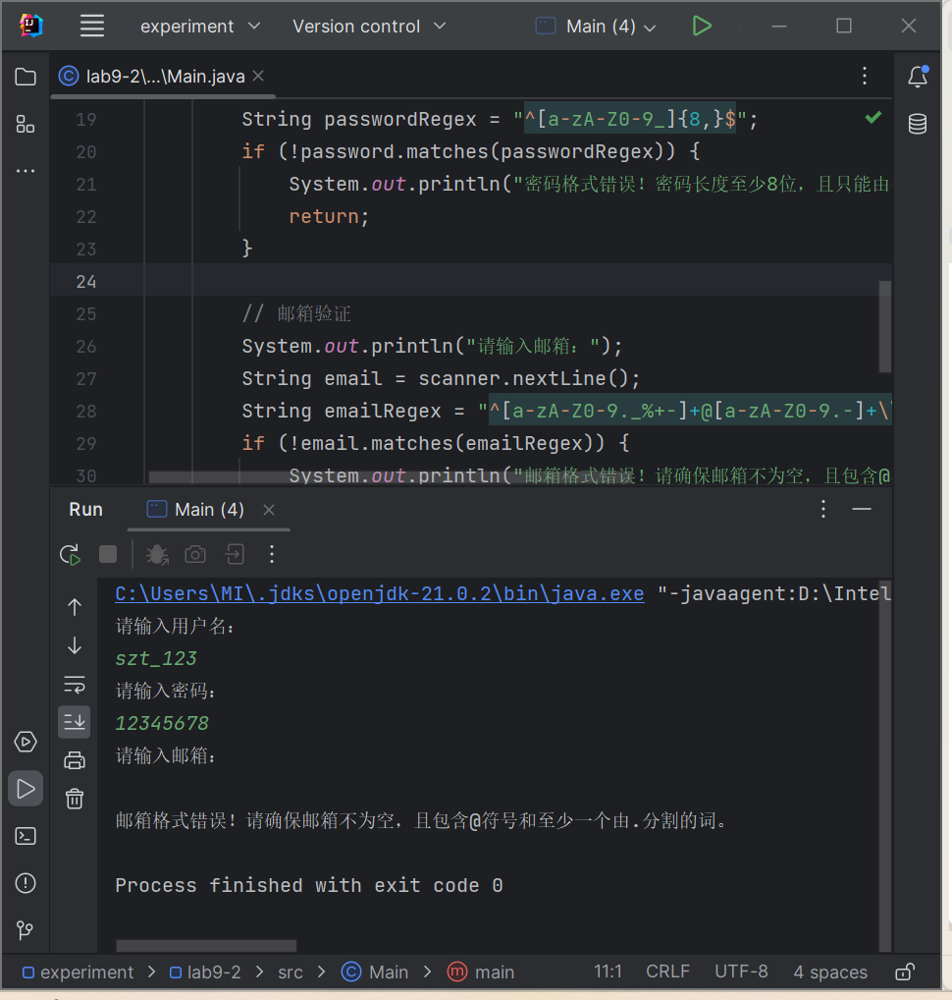 experiment Version control Main (4)
lab9-2\...\Main.java
19 String passwordRegex = "^[a-zA-Z0-9_]{8,}$";
20 if (!password.matches(passwordRegex)) {
21 System.out.println("密码格式错误！密码长度至少8位，且只能由
22 return;
23 }
24
25 // 邮箱验证
26 System.out.println("请输入邮箱：");
27 String email = scanner.nextLine();
28 String emailRegex = "^[a-zA-Z0-9._%+-]+@[a-zA-Z0-9.-]+\
29 if (!email.matches(emailRegex)) {
30 System.out.println("邮箱格式错误！请确保邮箱不为空，且包含@
Run Main (4)
C:\Users\MI\.jdks\openjdk-21.0.2\bin\java.exe "-javaagent:D:\Intel
请输入用户名：
szt_123
请输入密码：
12345678
请输入邮箱：
邮箱格式错误！请确保邮箱不为空，且包含@符号和至少一个由.分割的词。
Process finished with exit code 0
experiment > lab9-2 > src > Main > main 11:1 CRLF UTF-8 4 spaces